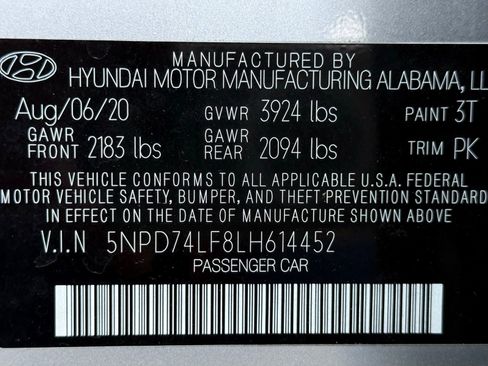 MANUFACTURED BY
HYUNDAI MOTOR MANUFACTURING ALABAMA, LL
Aug/06/20 GVWR 3924 lbs PAINT 3T
GAWR FRONT 2183 lbs GAWR REAR 2094 lbs TRIM PK
THIS VEHICLE CONFORMS TO ALL APPLICABLE U.S.A. FEDERAL
MOTOR VEHICLE SAFETY, BUMPER, AND THEFT PREVENTION STANDARD
IN EFFECT ON THE DATE OF MANUFACTURE SHOWN ABOVE.
V.I.N 5NPD74LF8LH614452
PASSENGER CAR